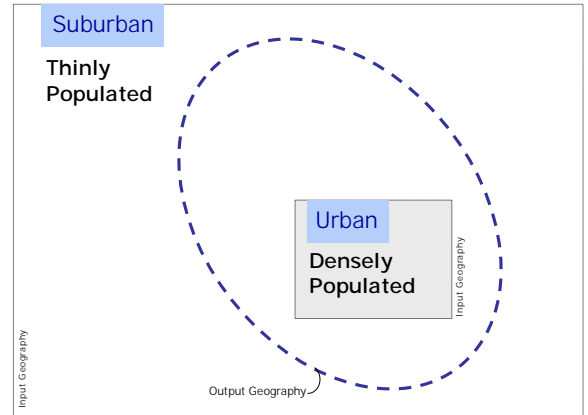 Suburban
Thinly
Populated
Urban
Densely
Populated
Input Geography
Input Geography
Output Geography